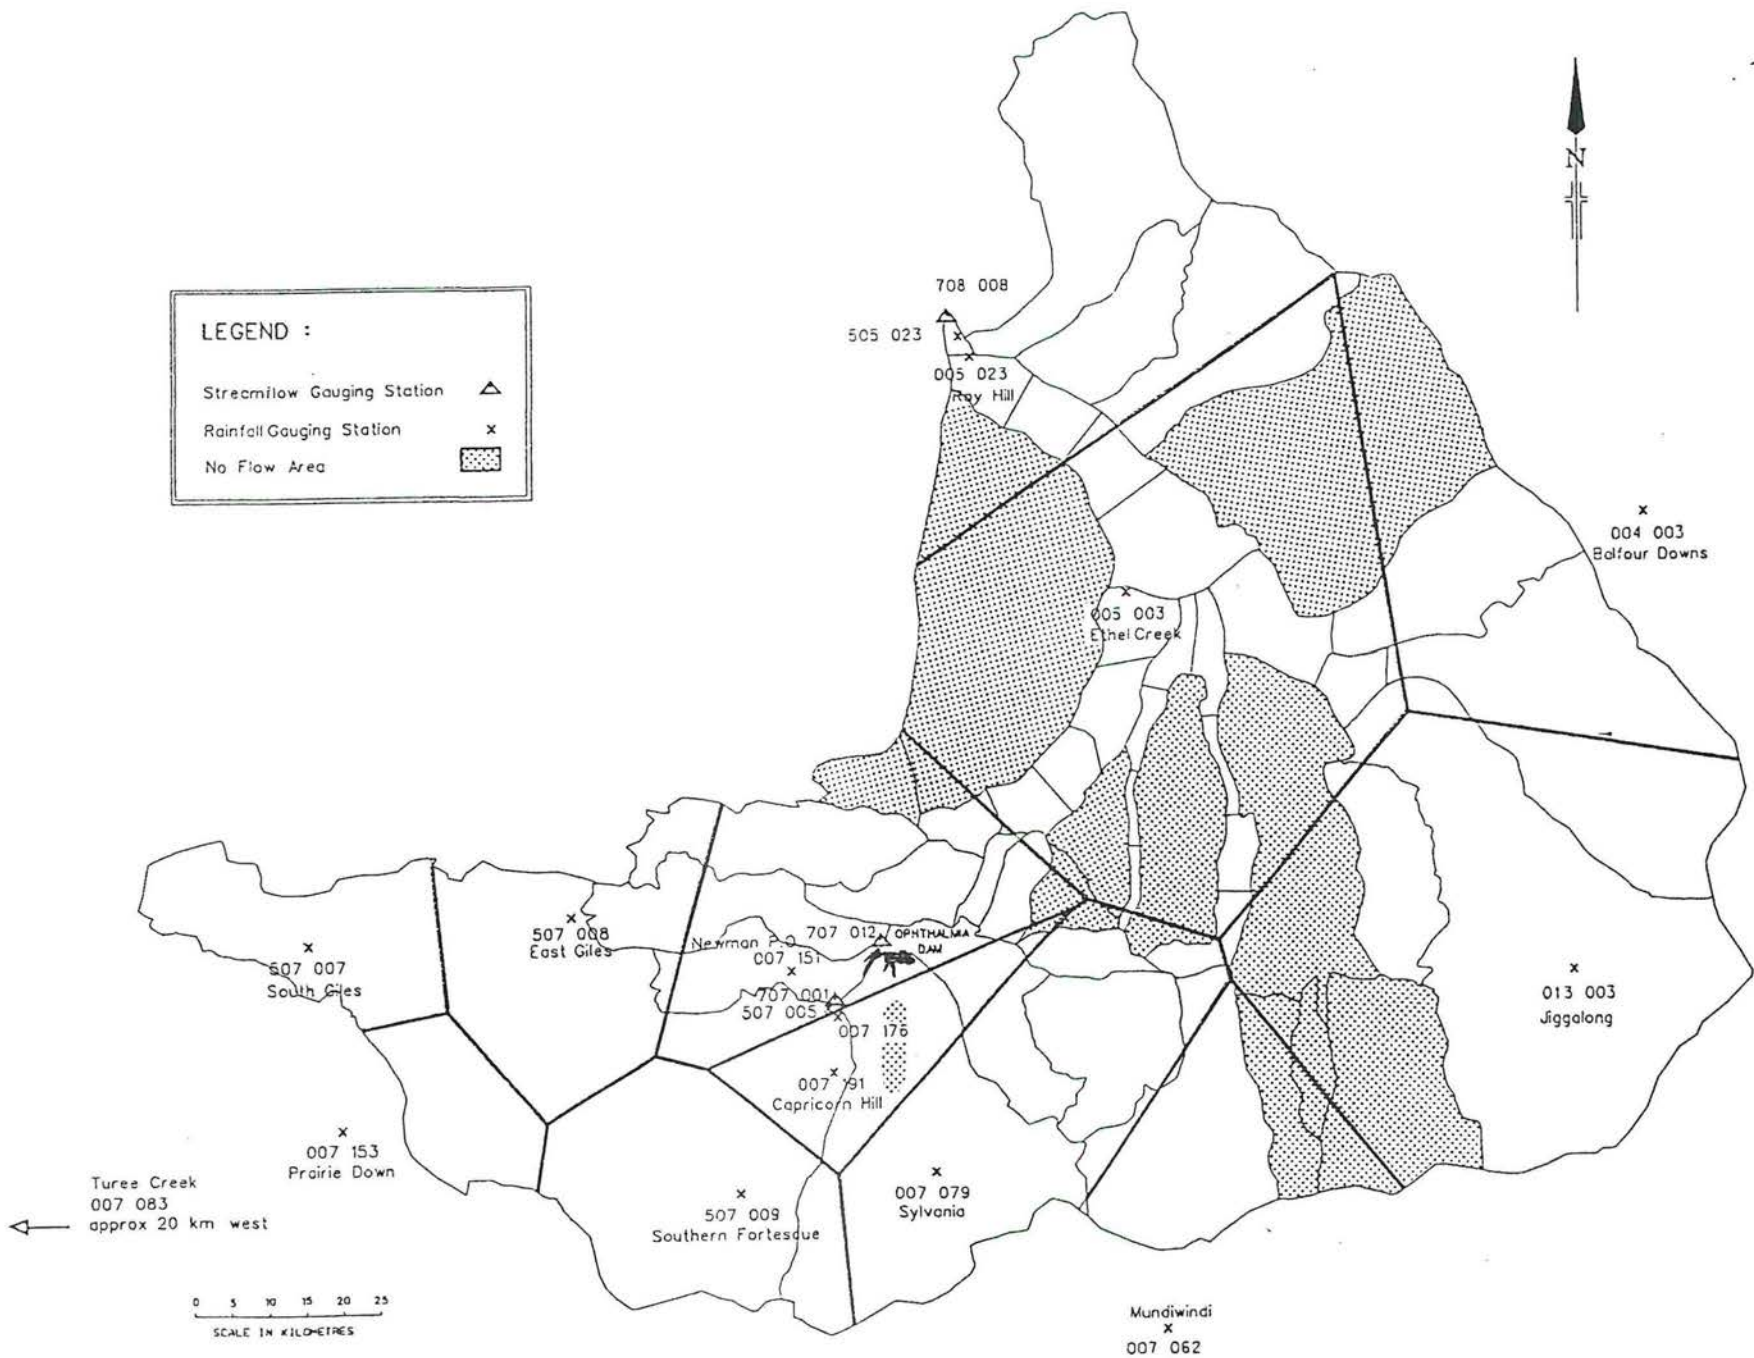 N
708 008
505 023
005 023
Roy Hill
LEGEND :
Streamflow Gauging Station
Rainfall Gauging Station
No Flow Area
004 003
Balfour Downs
005 003
Ethel Creek
507 008
East Giles
Newman P.O
007 151
707 012
OPHTHALMIA
DAM
507 007
South Giles
707 001
507 005
007 176
013 003
Jiggalong
007 191
Capricorn Hill
007 153
Prairie Down
Turee Creek
007 083
approx 20 km west
507 009
Southern Fortesque
007 079
Sylvania
0 5 10 15 20 25
SCALE IN KILOMETRES
Mundiwindi
007 062